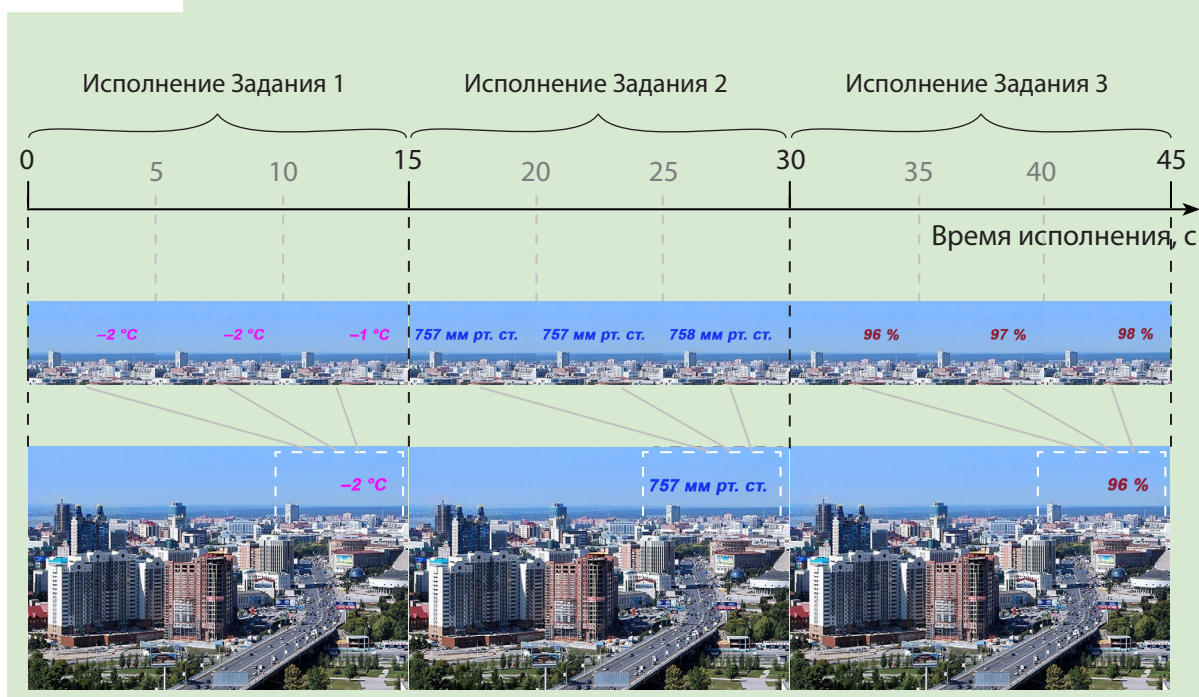 Исполнение Задания 1 Исполнение Задания 2 Исполнение Задания 3
0 5 10 15 20 25 30 35 40 45
Время исполнения, с
–2 °C –2 °C –1 °C 757 мм рт. ст. 757 мм рт. ст. 758 мм рт. ст. 96 % 97 % 98 %
–2 °C 757 мм рт. ст. 96 %